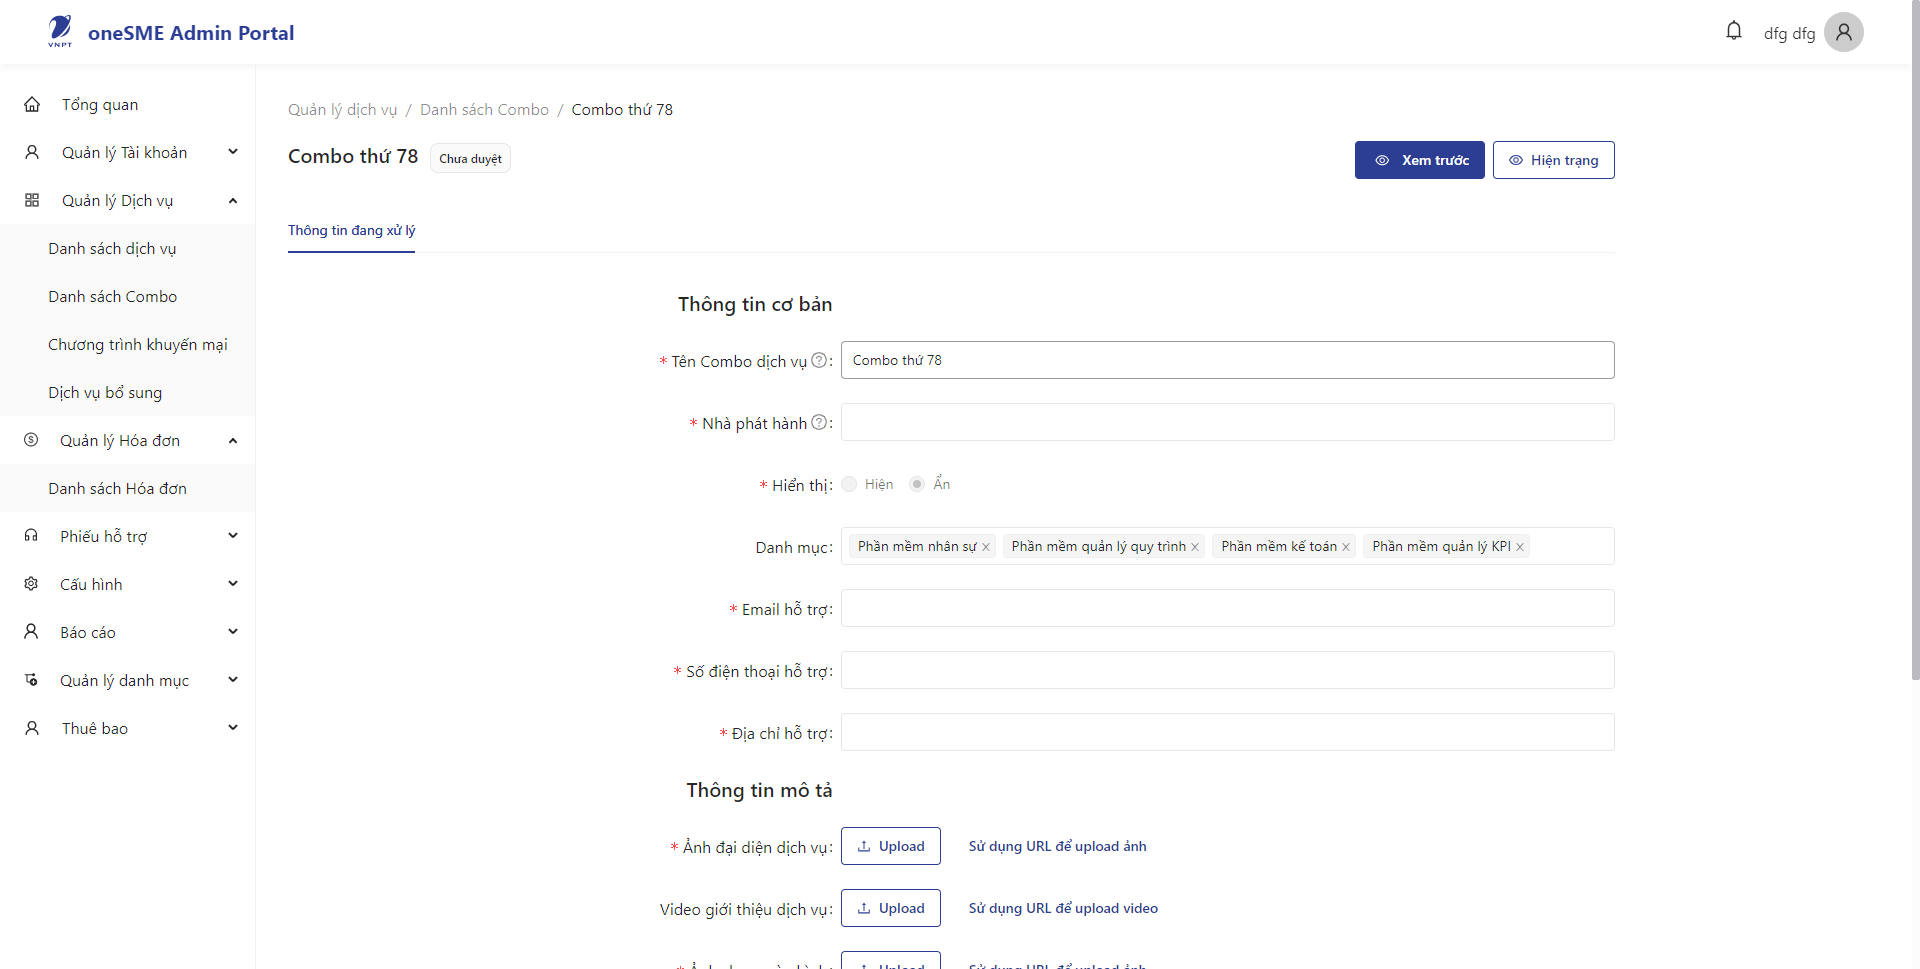 VNPT
oneSME Admin Portal
dfg dfg
Tổng quan
Quản lý Tài khoản
Quản lý Dịch vụ
Danh sách dịch vụ
Danh sách Combo
Chương trình khuyến mại
Dịch vụ bổ sung
Quản lý Hóa đơn
Danh sách Hóa đơn
Phiếu hỗ trợ
Cấu hình
Báo cáo
Quản lý danh mục
Thuê bao
Quản lý dịch vụ / Danh sách Combo / Combo thứ 78
Combo thứ 78 Chưa duyệt
Xem trước Hiện trạng
Thông tin đang xử lý
Thông tin cơ bản
* Tên Combo dịch vụ : Combo thứ 78
* Nhà phát hành :
* Hiển thị: Hiện Ẩn
Danh mục: Phần mềm nhân sự Phần mềm quản lý quy trình Phần mềm kế toán Phần mềm quản lý KPI
* Email hỗ trợ:
* Số điện thoại hỗ trợ:
* Địa chỉ hỗ trợ:
Thông tin mô tả
* Ảnh đại diện dịch vụ: Upload Sử dụng URL để upload ảnh
Video giới thiệu dịch vụ: Upload Sử dụng URL để upload video
Upload Sử dụng URL để upload ảnh